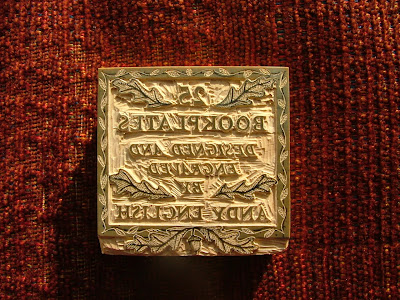 25
BOOKPLATES
DESIGNED AND
ENGRAVED
BY
ANDY ENGLISH